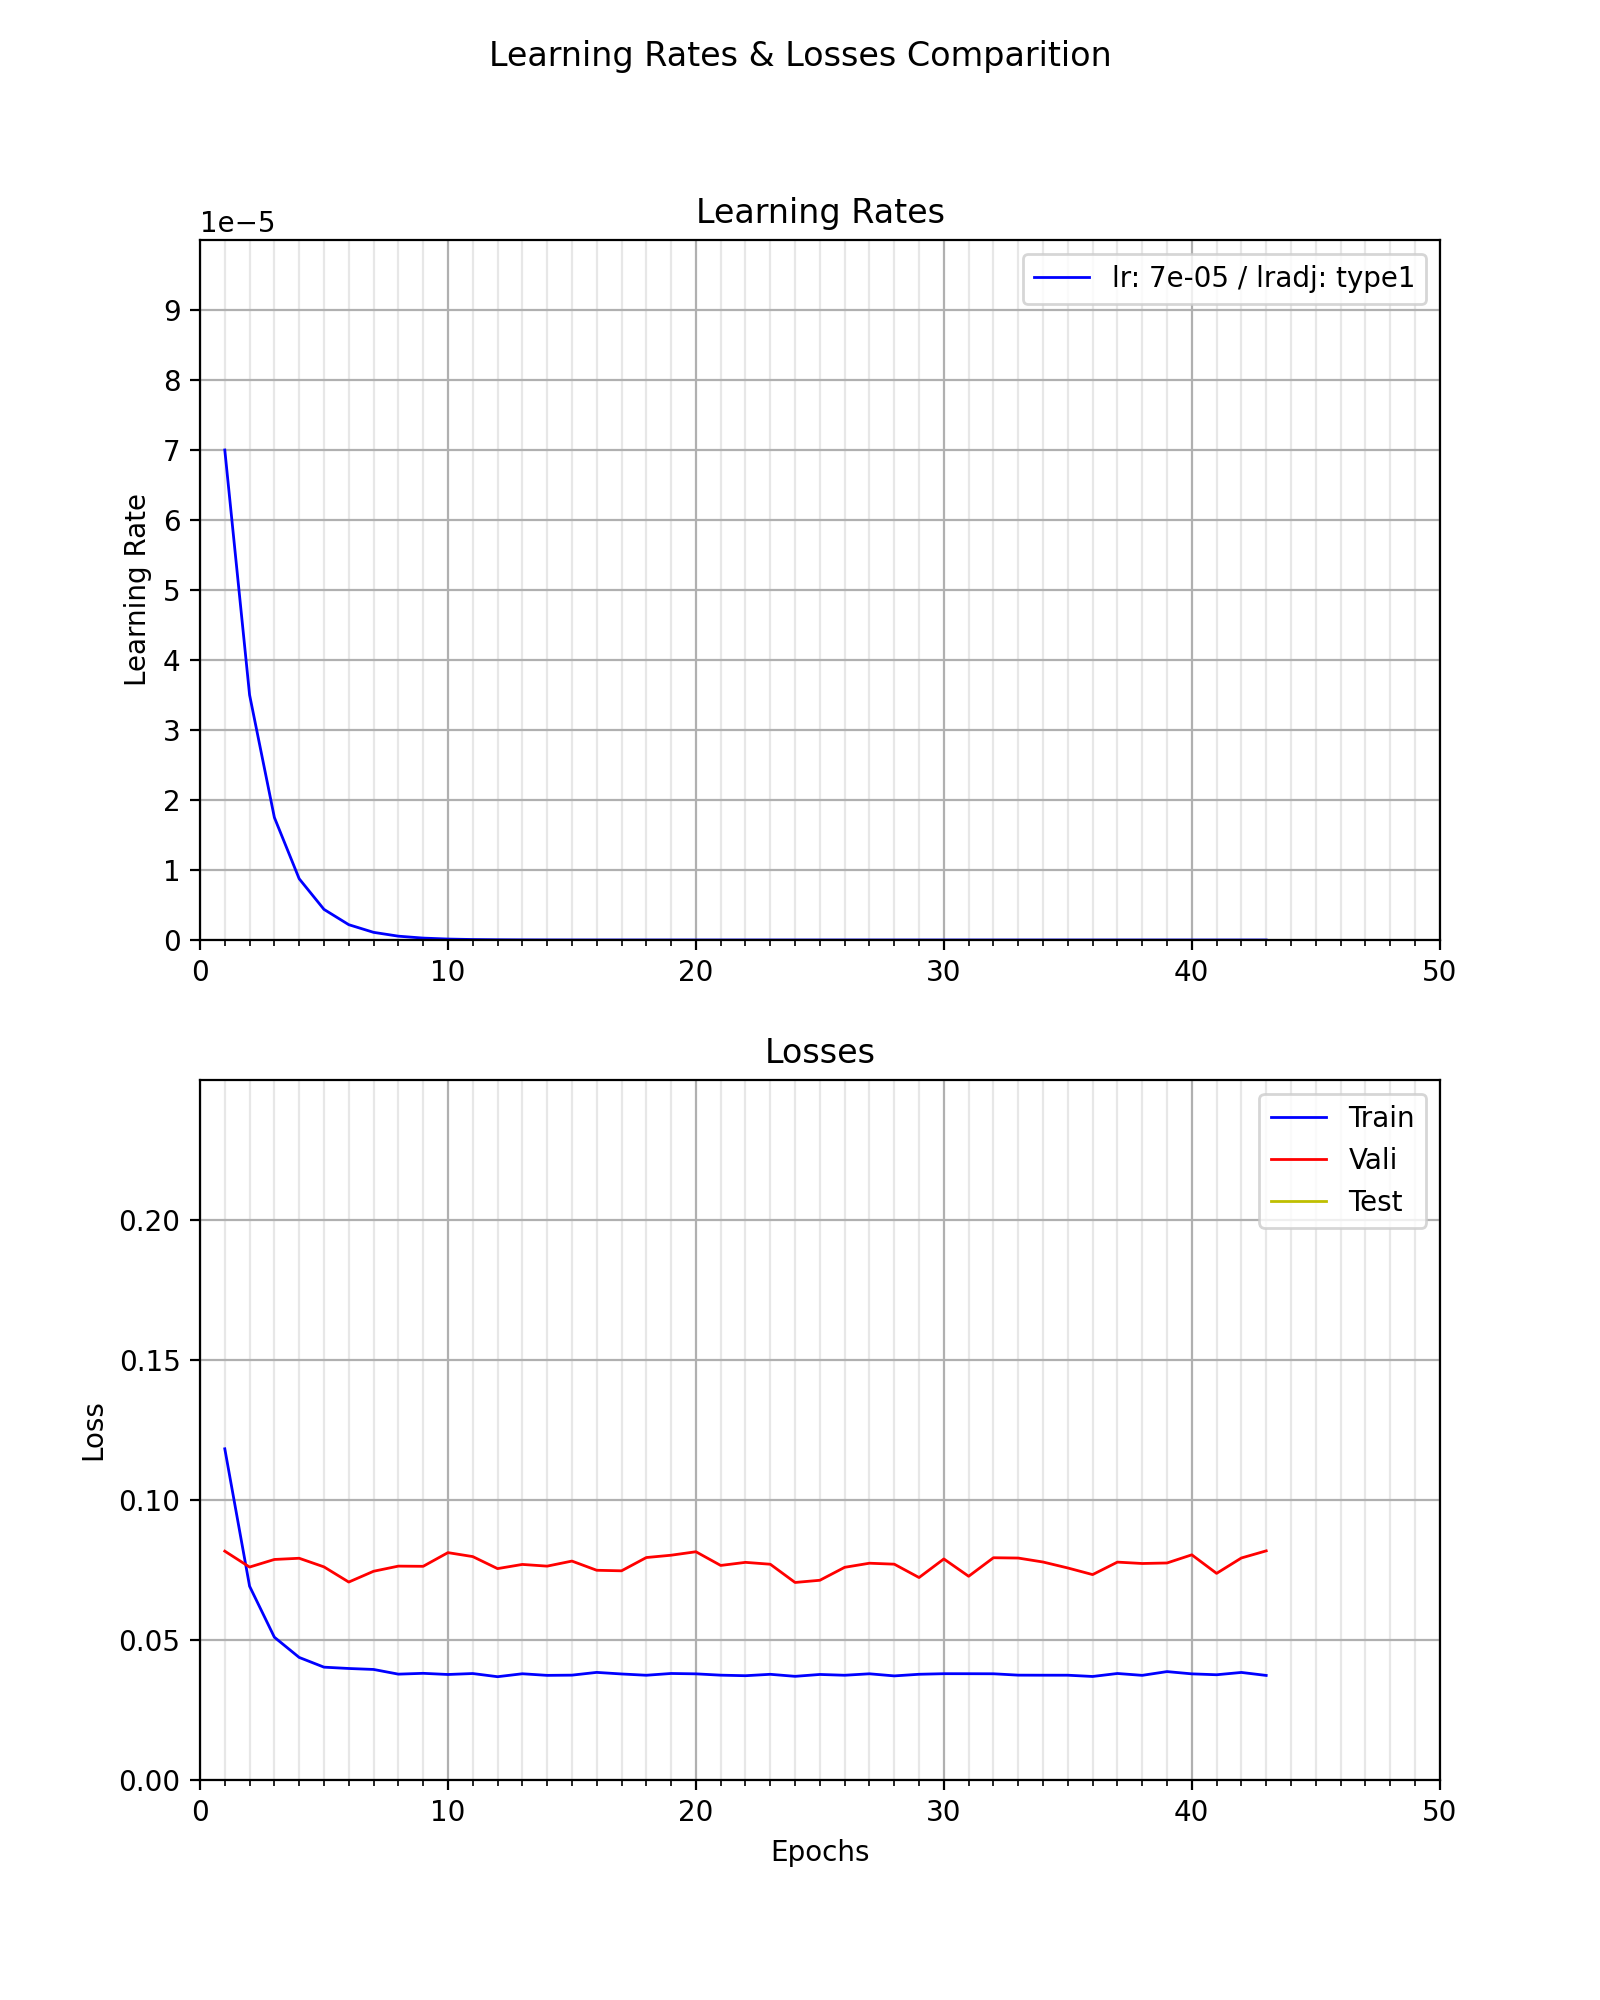 Learning Rates & Losses Comparition
Learning Rates
1e−5
lr: 7e-05 / lradj: type1
9
8
7
6
5
4
3
2
1
0
Learning Rate
0 10 20 30 40 50
Losses
Train
Vali
Test
0.20
0.15
0.10
0.05
0.00
Loss
0 10 20 30 40 50
Epochs